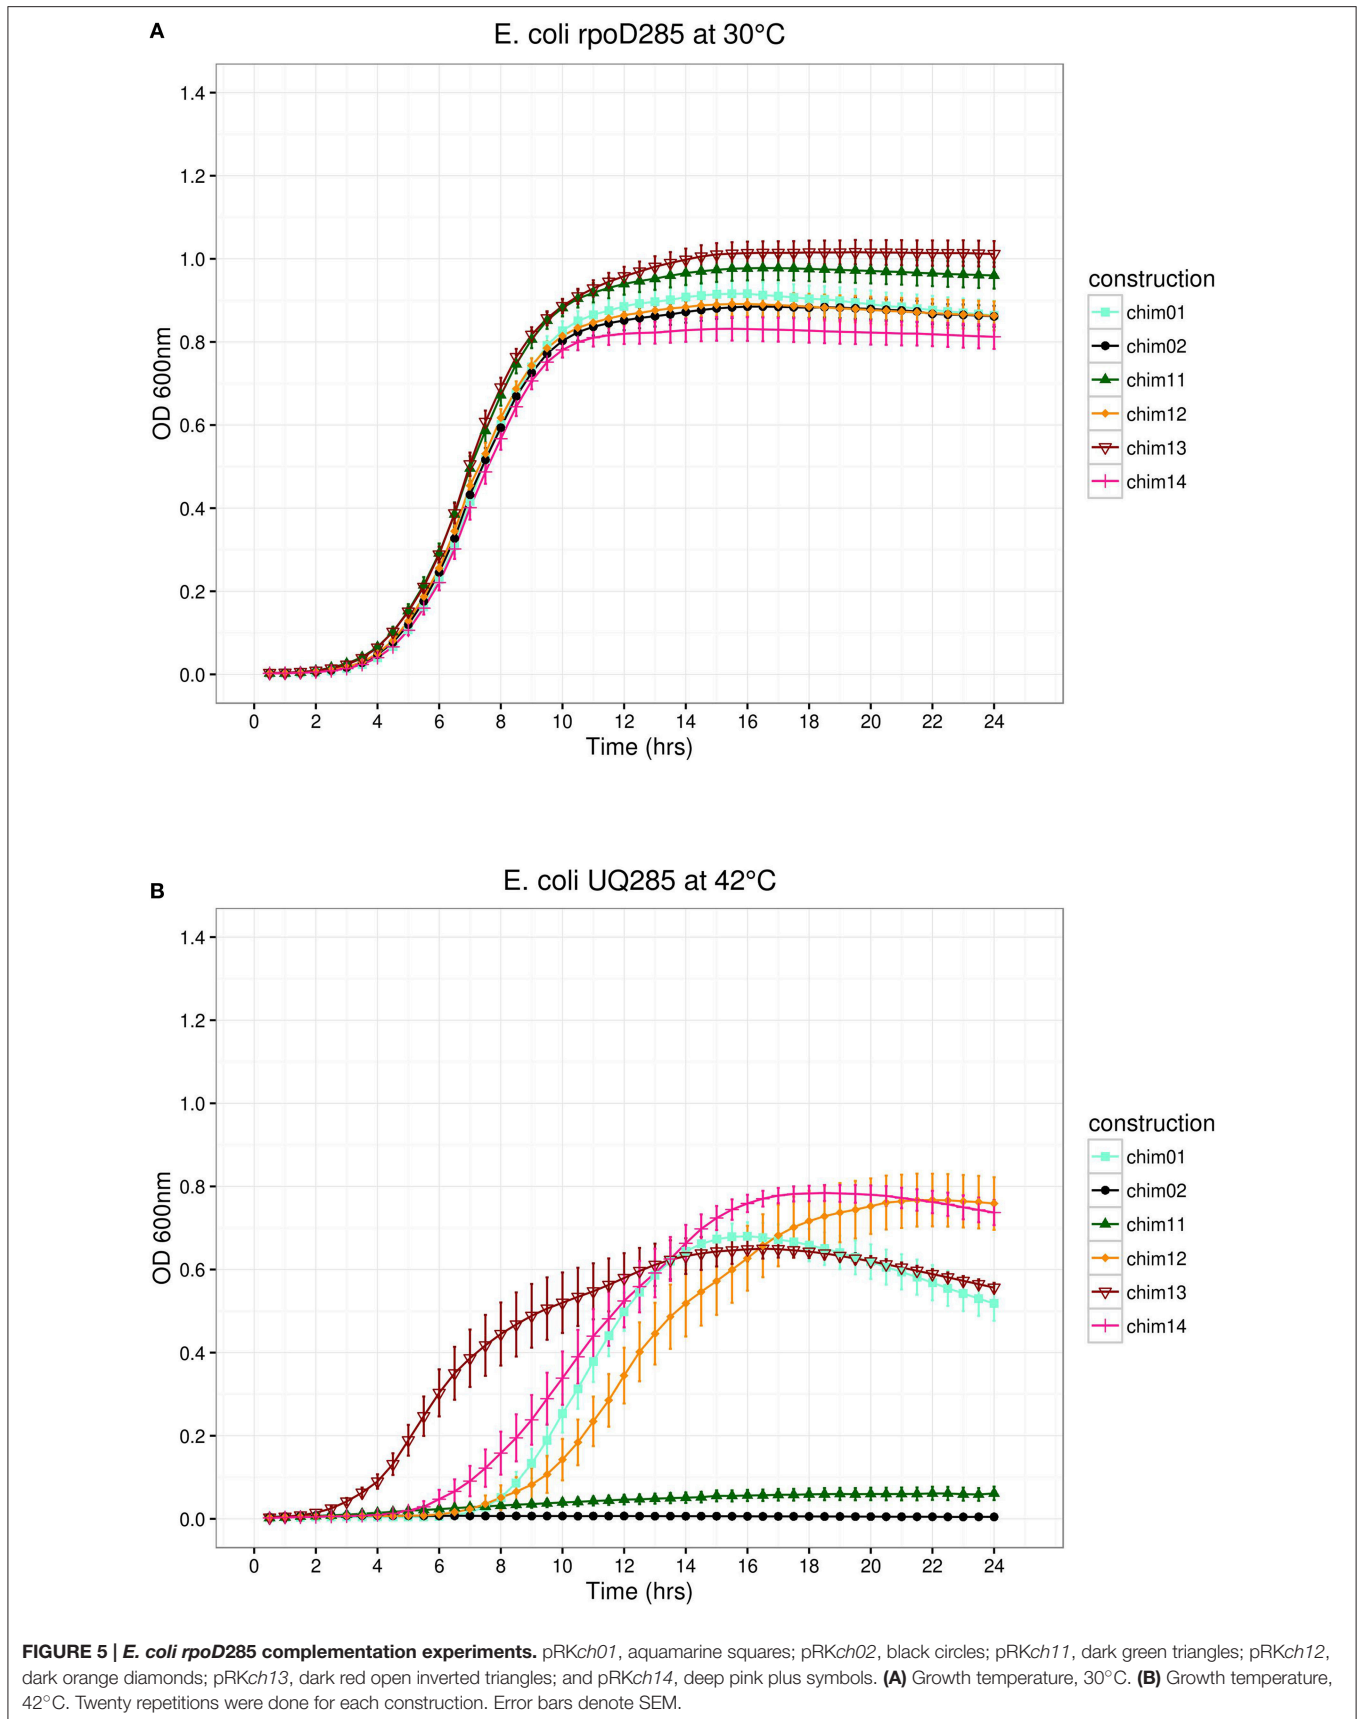 A
E. coli rpoD285 at 30°C
1.4
1.2
1.0
0.8
0.6
0.4
0.2
0.0
OD 600nm
0 2 4 6 8 10 12 14 16 18 20 22 24
Time (hrs)
construction
chim01
chim02
chim11
chim12
chim13
chim14
B
E. coli UQ285 at 42°C
1.4
1.2
1.0
0.8
0.6
0.4
0.2
0.0
OD 600nm
0 2 4 6 8 10 12 14 16 18 20 22 24
Time (hrs)
construction
chim01
chim02
chim11
chim12
chim13
chim14
FIGURE 5 | E. coli rpoD285 complementation experiments. pRKch01, aquamarine squares; pRKch02, black circles; pRKch11, dark green triangles; pRKch12,
dark orange diamonds; pRKch13, dark red open inverted triangles; and pRKch14, deep pink plus symbols. (A) Growth temperature, 30°C. (B) Growth temperature,
42°C. Twenty repetitions were done for each construction. Error bars denote SEM.